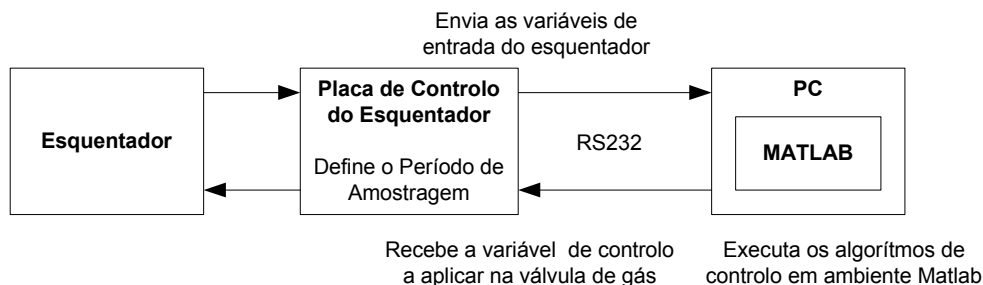 Envia as variáveis de
entrada do esquentador
Esquentador
Placa de Controlo
do Esquentador
Define o Período de
Amostragem
RS232
PC
MATLAB
Recebe a variável de controlo
a aplicar na válvula de gás
Executa os algorítmos de
controlo em ambiente Matlab